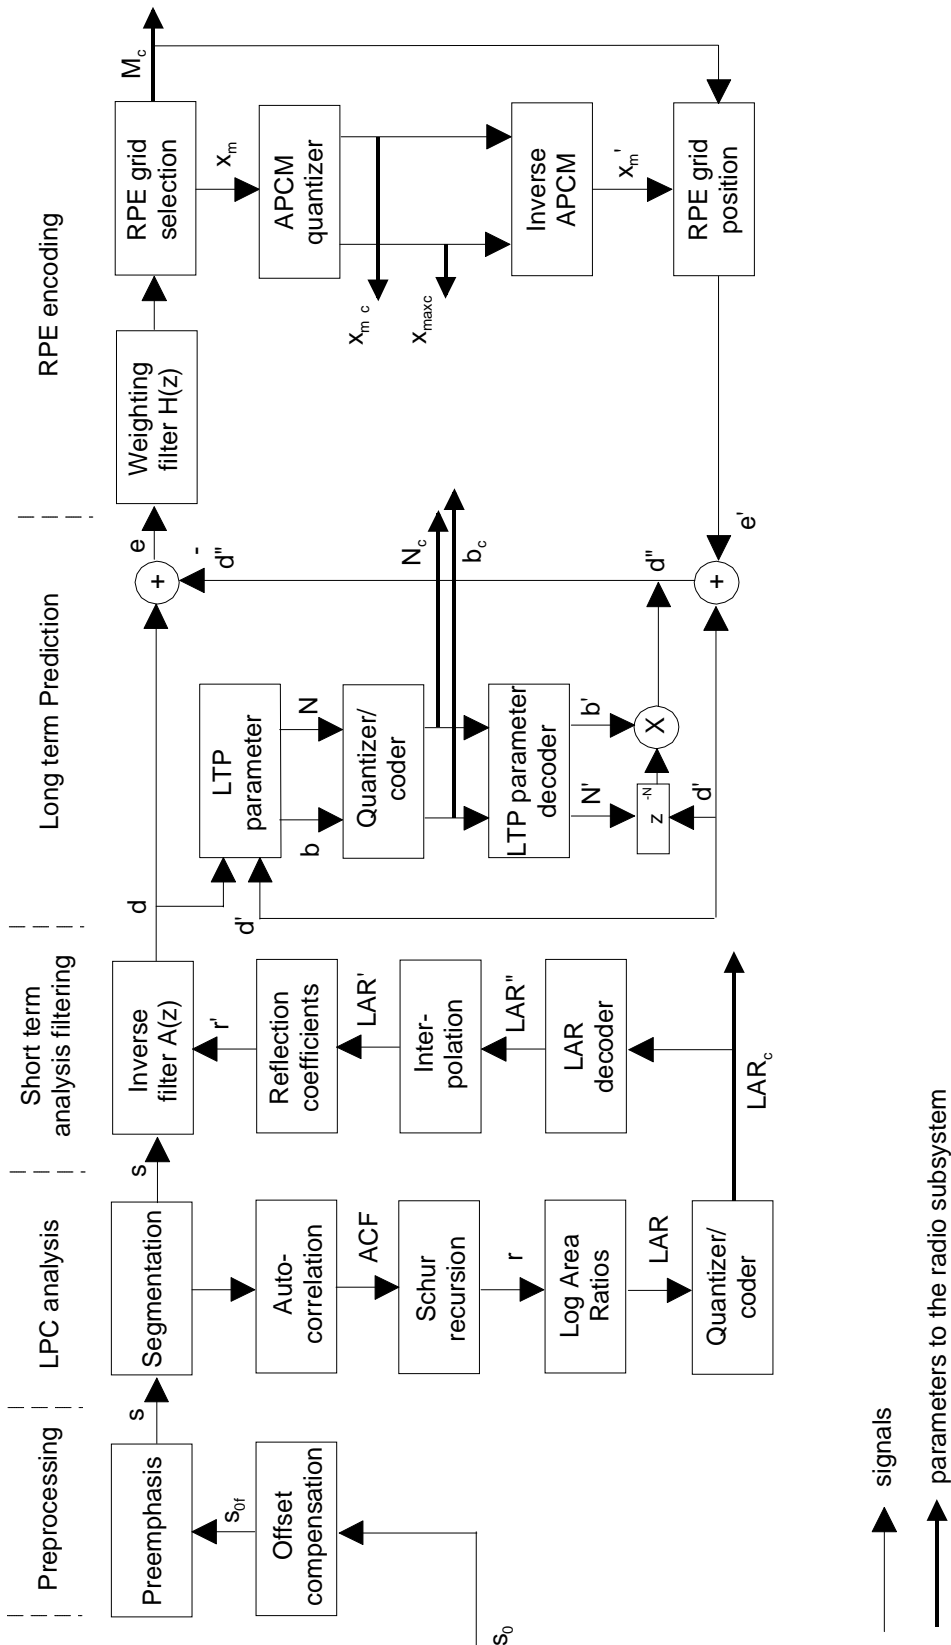 Preprocessing
LPC analysis
Short term
analysis filtering
Long term Prediction
RPE encoding
s₀
Offset
compensation
s₀f
Preemphasis
s
Segmentation
Auto-
correlation
ACF
Schur
recursion
r
Log Area
Ratios
LAR
Quantizer/
coder
LARc
s
Inverse
filter A(z)
r'
Reflection
coefficients
LAR'
Inter-
polation
LAR"
LAR
decoder
d
d'
LTP
parameter
b
N
Quantizer/
coder
Nc
bc
LTP parameter
decoder
N'
b'
z⁻ᴺ
X
d'
d"
+
e
-
d"
+
e'
Weighting
filter H(z)
RPE grid
selection
Mc
xm
APCM
quantizer
xm c
xmaxc
Inverse
APCM
xm'
RPE grid
position
signals
parameters to the radio subsystem